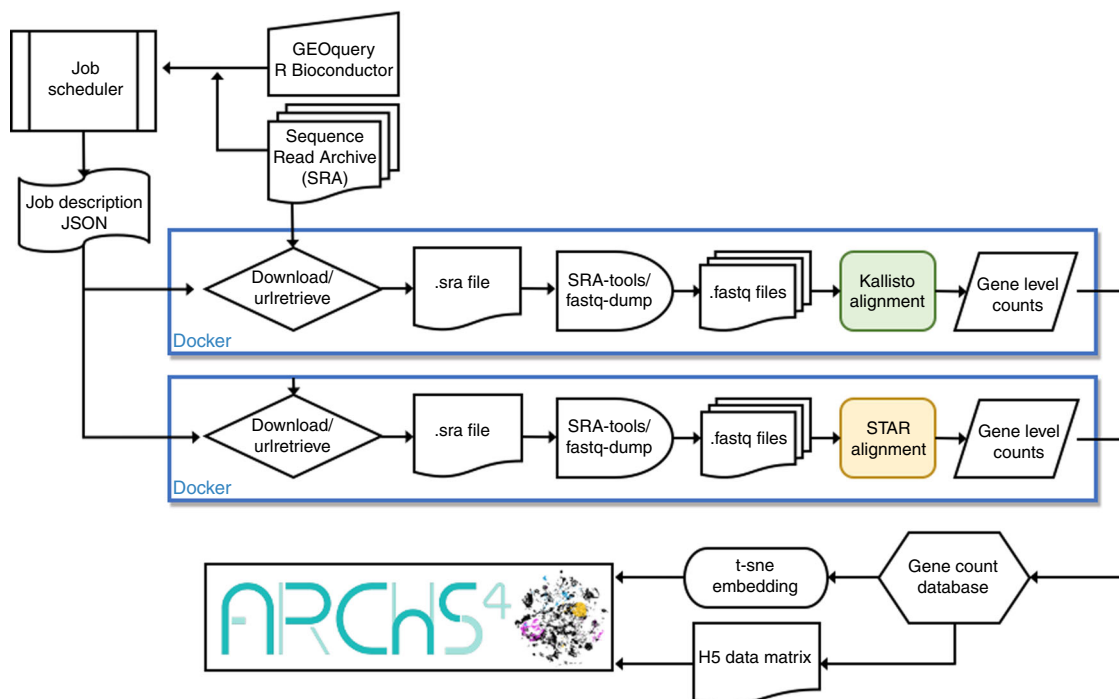 GEOquery
R Bioconductor
Job
scheduler
Sequence
Read Archive
(SRA)
Job description
JSON
Download/
urlretrieve
.sra file
SRA-tools/
fastq-dump
.fastq files
Kallisto
alignment
Gene level
counts
Docker
Download/
urlretrieve
.sra file
SRA-tools/
fastq-dump
.fastq files
STAR
alignment
Gene level
counts
Docker
ARCHS4
t-sne
embedding
Gene count
database
H5 data matrix